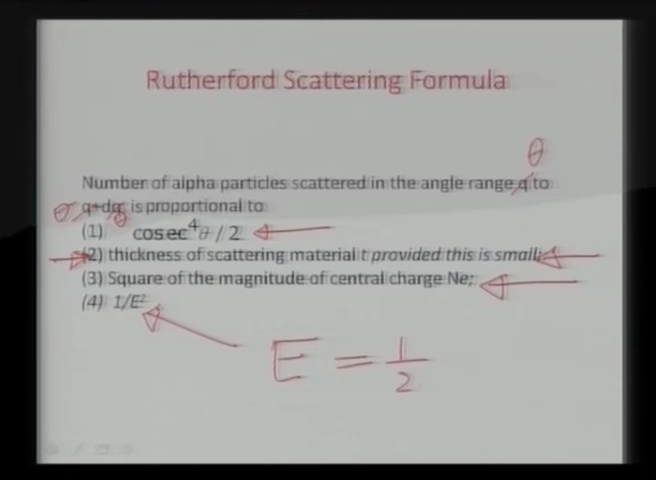 Rutherford Scattering Formula
θ
Number of alpha particles scattered in the angle range q to
θ q+dq θ is proportional to
(1) cosec⁴θ / 2
(2) thickness of scattering material t provided this is small;
(3) Square of the magnitude of central charge Ne;
(4) 1/E²
E = 1/2